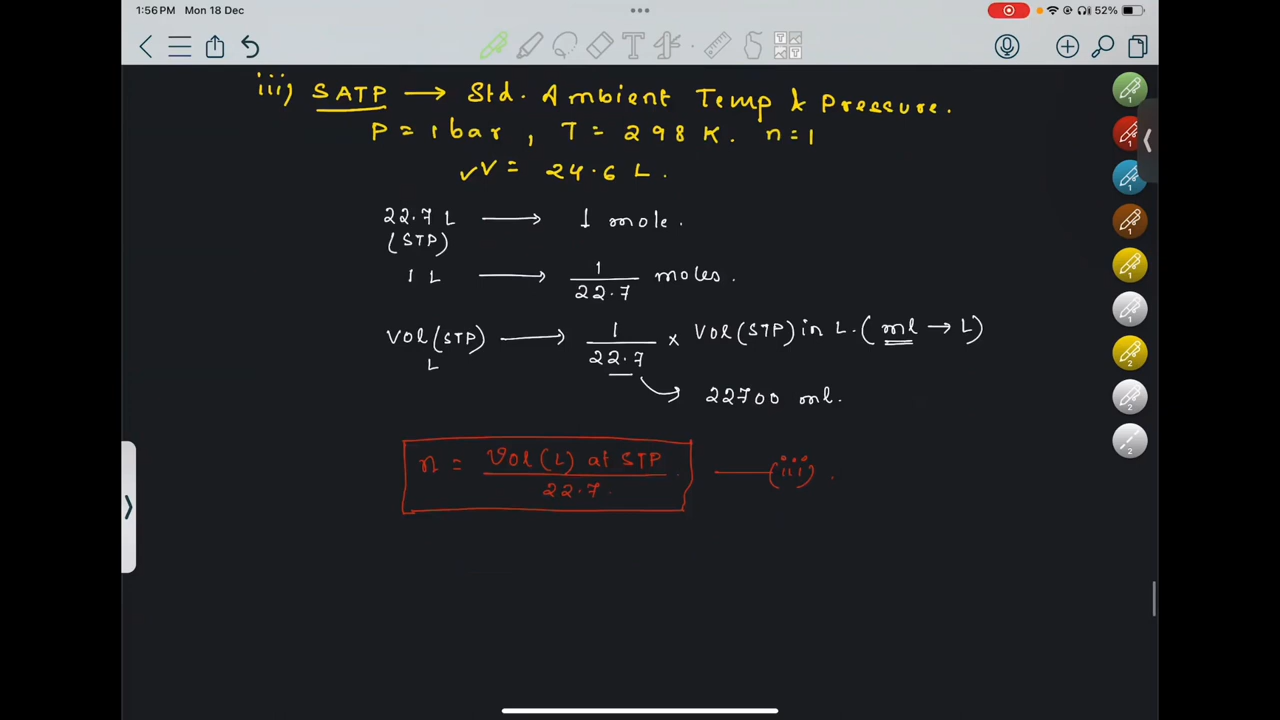 1:56 PM Mon 18 Dec
52%
iii) SATP → Std. Ambient Temp & Pressure.
P = 1 bar , T = 298 K. n = 1
✓V = 24.6 L .
22.7 L → 1 mole.
(STP)
1 L → 1/22.7 moles.
Vol(STP) → 1/22.7 × Vol(STP) in L. (ml → L)
L
22700 ml.
n = Vol(L) at STP / 22.7. —(iii) .